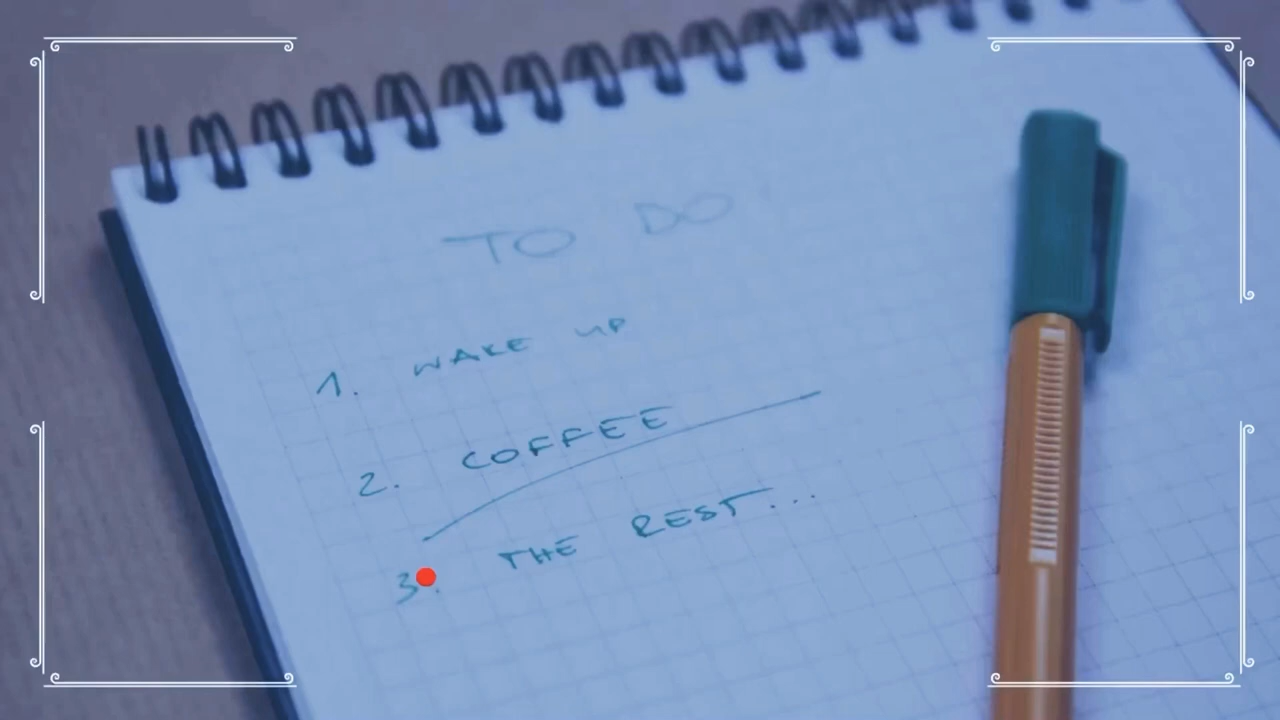 TO DO
1. WAKE UP
2. COFFEE
3. THE REST...